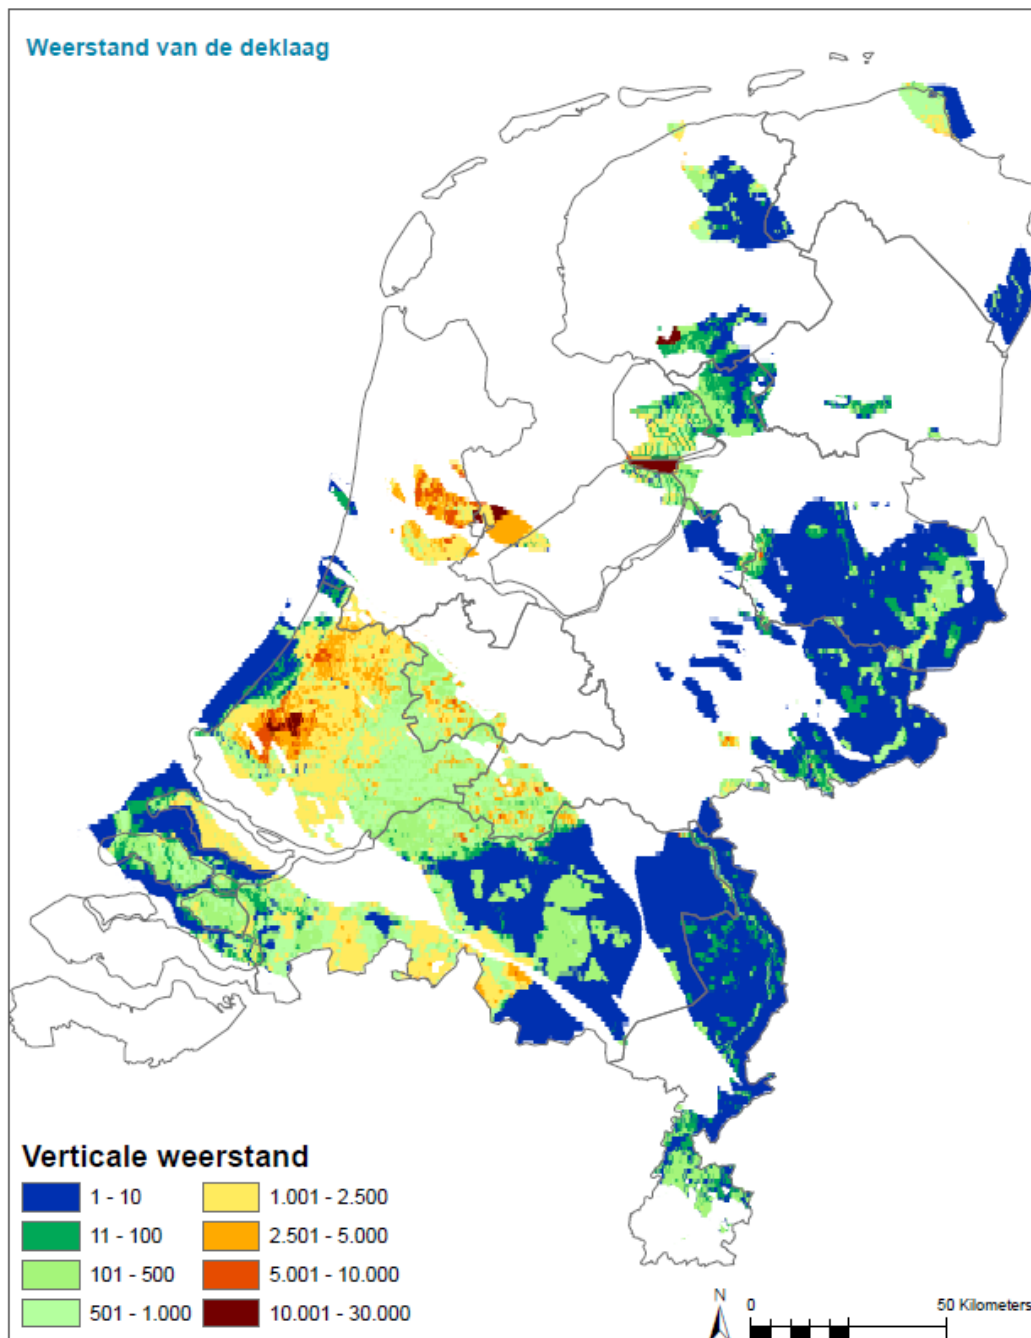 Weerstand van de deklaag
Verticale weerstand
1 - 10
11 - 100
101 - 500
501 - 1.000
1.001 - 2.500
2.501 - 5.000
5.001 - 10.000
10.001 - 30.000
N
0 50 Kilometers